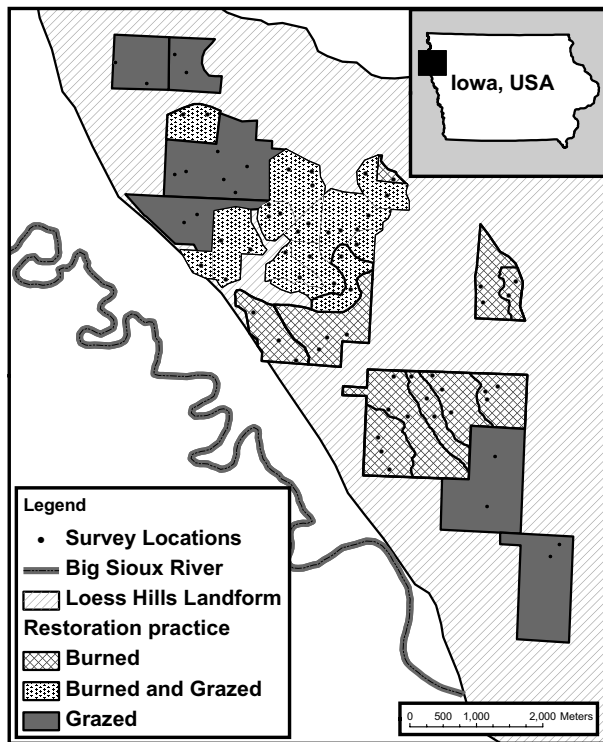 Iowa, USA
Legend
Survey Locations
Big Sioux River
Loess Hills Landform
Restoration practice
Burned
Burned and Grazed
Grazed
0 500 1,000 2,000 Meters